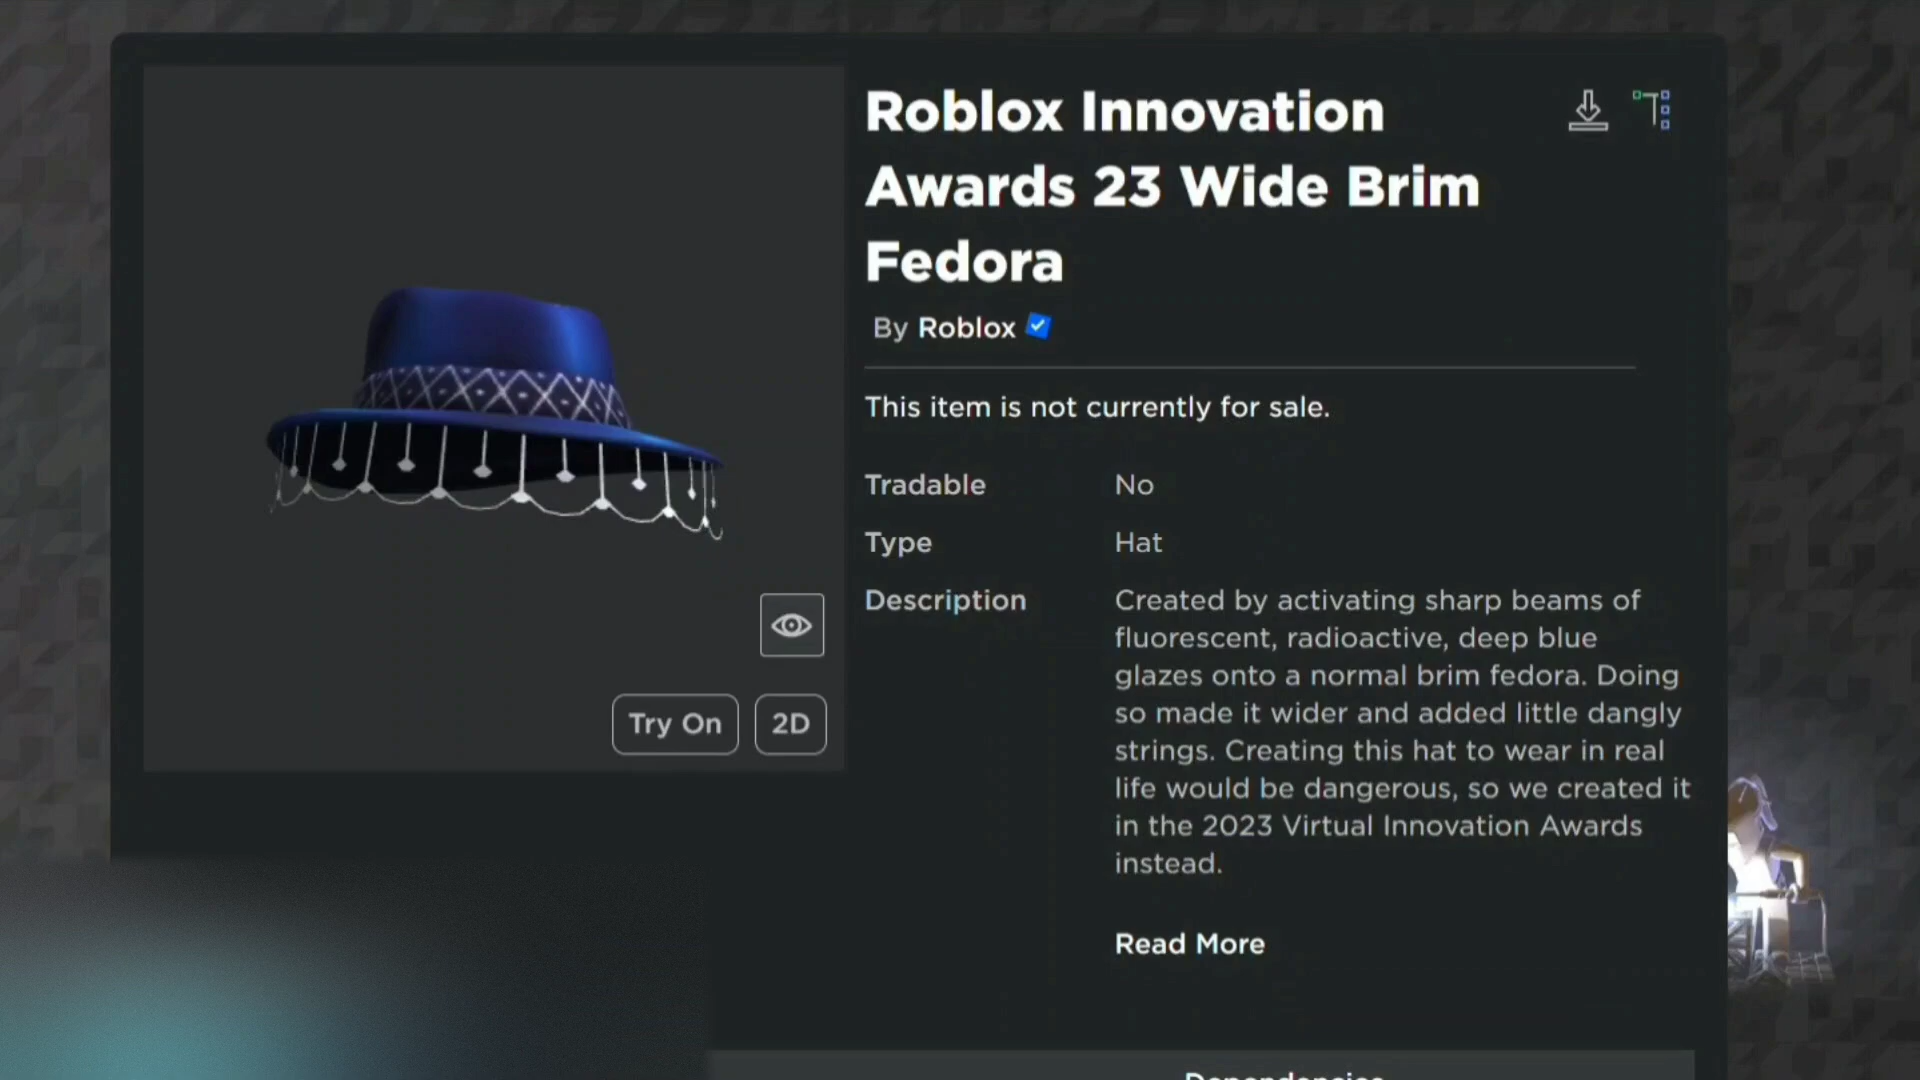 Roblox Innovation
Awards 23 Wide Brim
Fedora
By Roblox
This item is not currently for sale.
Tradable No
Type Hat
Description Created by activating sharp beams of
fluorescent, radioactive, deep blue
glazes onto a normal brim fedora. Doing
so made it wider and added little dangly
strings. Creating this hat to wear in real
life would be dangerous, so we created it
in the 2023 Virtual Innovation Awards
instead.
Read More
Try On 2D
Dependencies